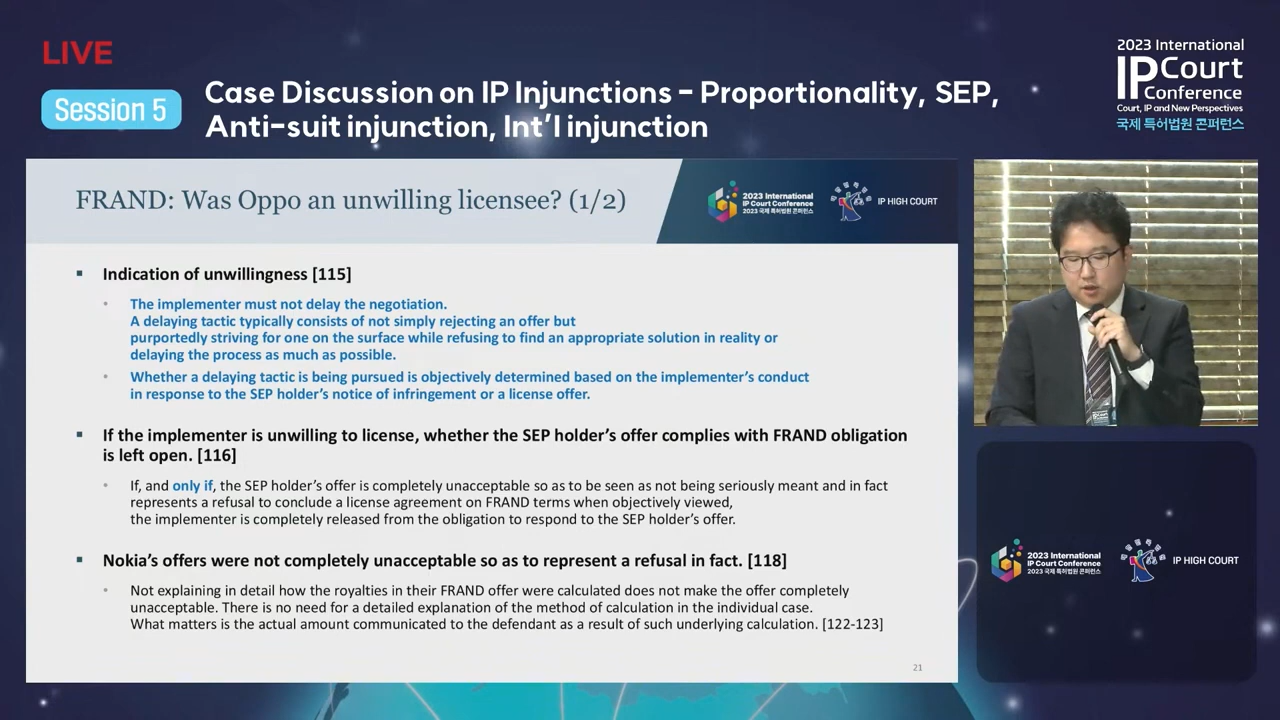 LIVE
Session 5
Case Discussion on IP Injunctions - Proportionality, SEP,
Anti-suit injunction, Int'l injunction
2023 International
IP Court
Conference
Court, IP and New Perspectives
국제 특허법원 콘퍼런스
FRAND: Was Oppo an unwilling licensee? (1/2)
2023 International
IP Court Conference
2023 국제 특허법원 콘퍼런스
IP HIGH COURT
▪ Indication of unwillingness [115]
• The implementer must not delay the negotiation.
A delaying tactic typically consists of not simply rejecting an offer but
purportedly striving for one on the surface while refusing to find an appropriate solution in reality or
delaying the process as much as possible.
• Whether a delaying tactic is being pursued is objectively determined based on the implementer's conduct
in response to the SEP holder's notice of infringement or a license offer.
▪ If the implementer is unwilling to license, whether the SEP holder's offer complies with FRAND obligation
is left open. [116]
• If, and only if, the SEP holder's offer is completely unacceptable so as to be seen as not being seriously meant and in fact
represents a refusal to conclude a license agreement on FRAND terms when objectively viewed,
the implementer is completely released from the obligation to respond to the SEP holder's offer.
▪ Nokia's offers were not completely unacceptable so as to represent a refusal in fact. [118]
• Not explaining in detail how the royalties in their FRAND offer were calculated does not make the offer completely
unacceptable. There is no need for a detailed explanation of the method of calculation in the individual case.
What matters is the actual amount communicated to the defendant as a result of such underlying calculation. [122-123]
21
2023 International
IP Court Conference
2023 국제 특허법원 콘퍼런스
IP HIGH COURT